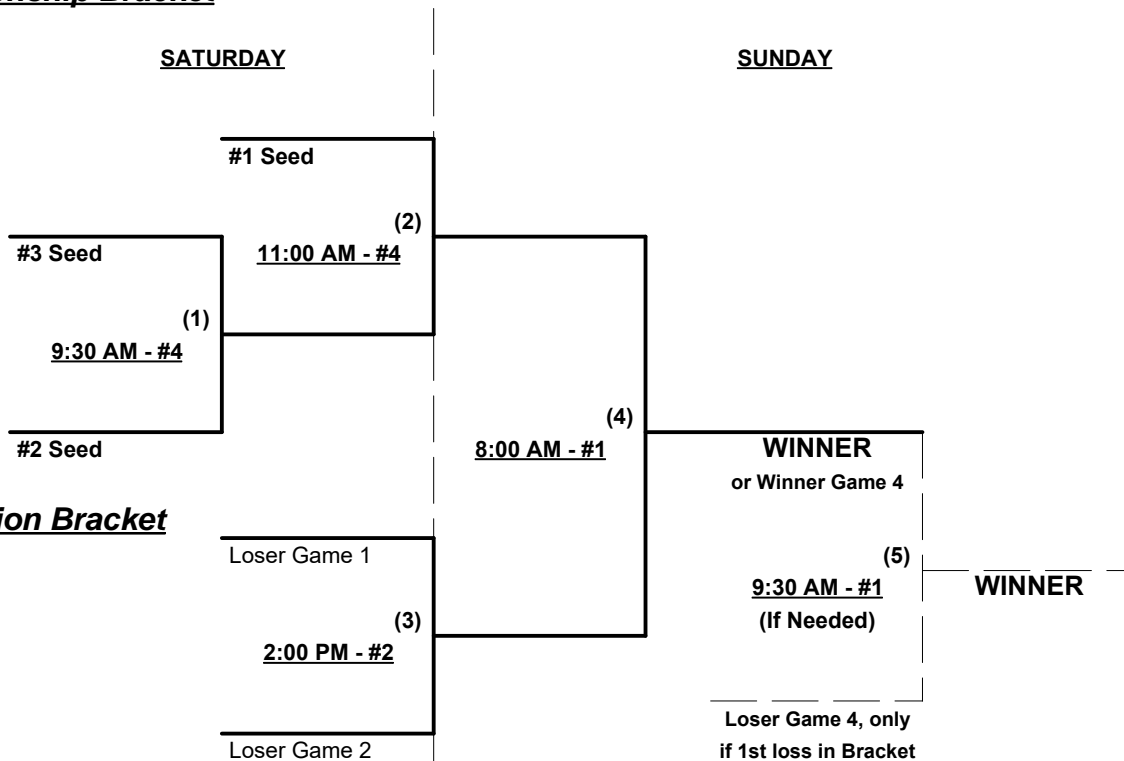 SATURDAY
SUNDAY
#1 Seed
(2)
11:00 AM - #4
#3 Seed
(1)
9:30 AM - #4
#2 Seed
(4)
8:00 AM - #1
WINNER
or Winner Game 4
Bracket
Loser Game 1
(3)
2:00 PM - #2
Loser Game 2
(5)
9:30 AM - #1
(If Needed)
WINNER
Loser Game 4, only
if 1st loss in Bracket